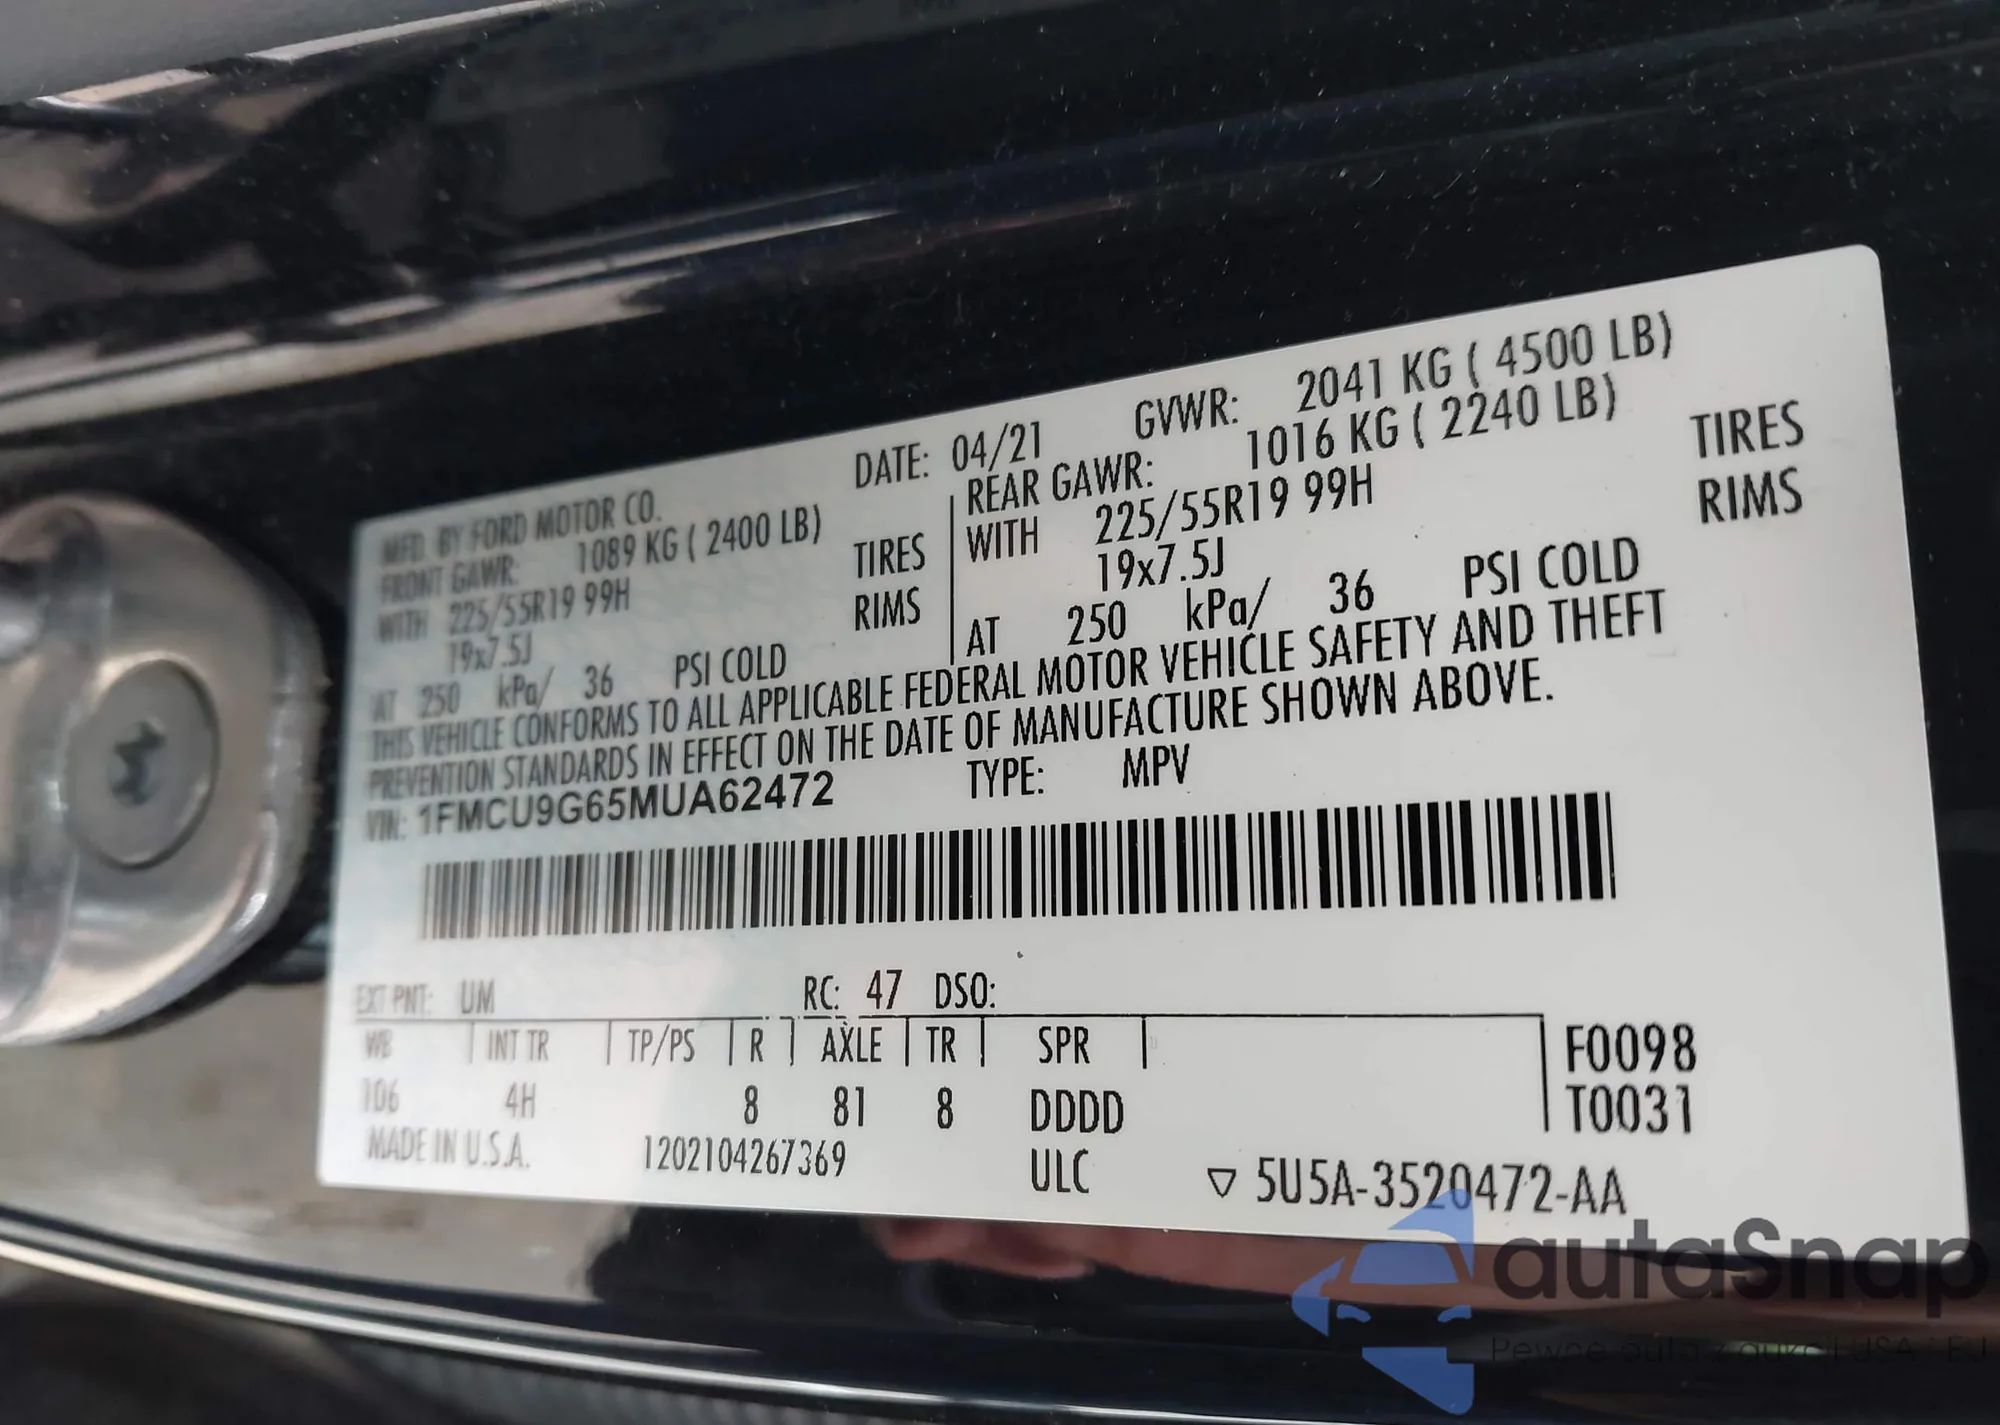 MFD. BY FORD MOTOR CO. DATE: 04/21 GVWR: 2041 KG ( 4500 LB)
FRONT GAWR: 1089 KG ( 2400 LB) REAR GAWR: 1016 KG ( 2240 LB)
WITH 225/55R19 99H TIRES WITH 225/55R19 99H TIRES
19x7.5J RIMS 19x7.5J RIMS
AT 250 kPa/ 36 PSI COLD AT 250 kPa/ 36 PSI COLD
THIS VEHICLE CONFORMS TO ALL APPLICABLE FEDERAL MOTOR VEHICLE SAFETY AND THEFT
PREVENTION STANDARDS IN EFFECT ON THE DATE OF MANUFACTURE SHOWN ABOVE.
VIN: 1FMCU9G65MUA62472 TYPE: MPV
EXT PNT: UM RC: 47 DSO:
WB INT TR TP/PS R AXLE TR SPR F0098
106 4H 8 81 8 DDDD T0031
MADE IN U.S.A. 1202104267369 ULC ▽ 5U5A-3520472-AA
autaSnap
Pewne auta z aukcji USA i EU